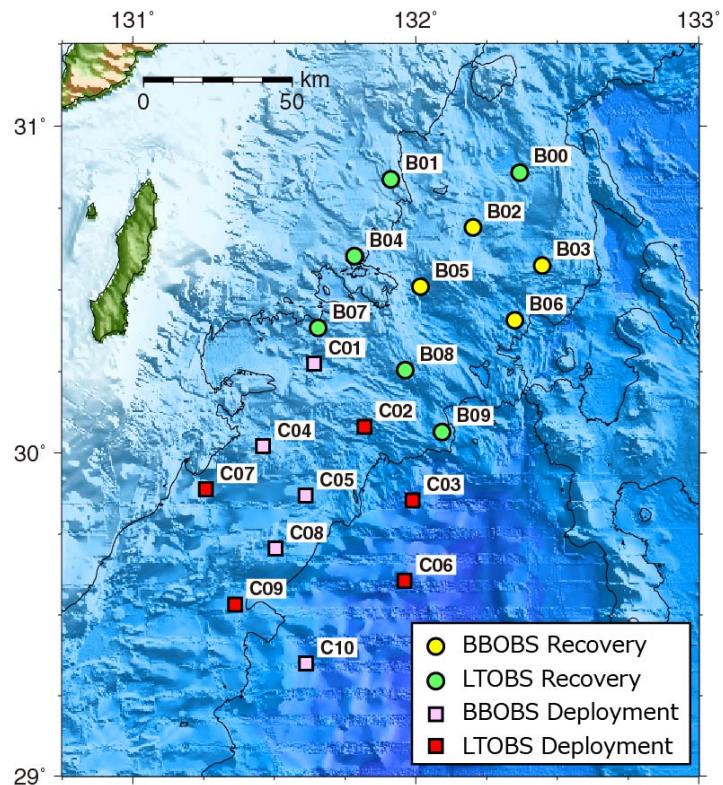 131° 132° 133°
km
0 50
31°
B01 B00
B02
B04
B05 B03
B07 B06
C01
B08
C02 B09
C04
30°
C07 C05 C03
C08
C06
C09
C10
BBOBS Recovery
LTOBS Recovery
BBOBS Deployment
LTOBS Deployment
29°